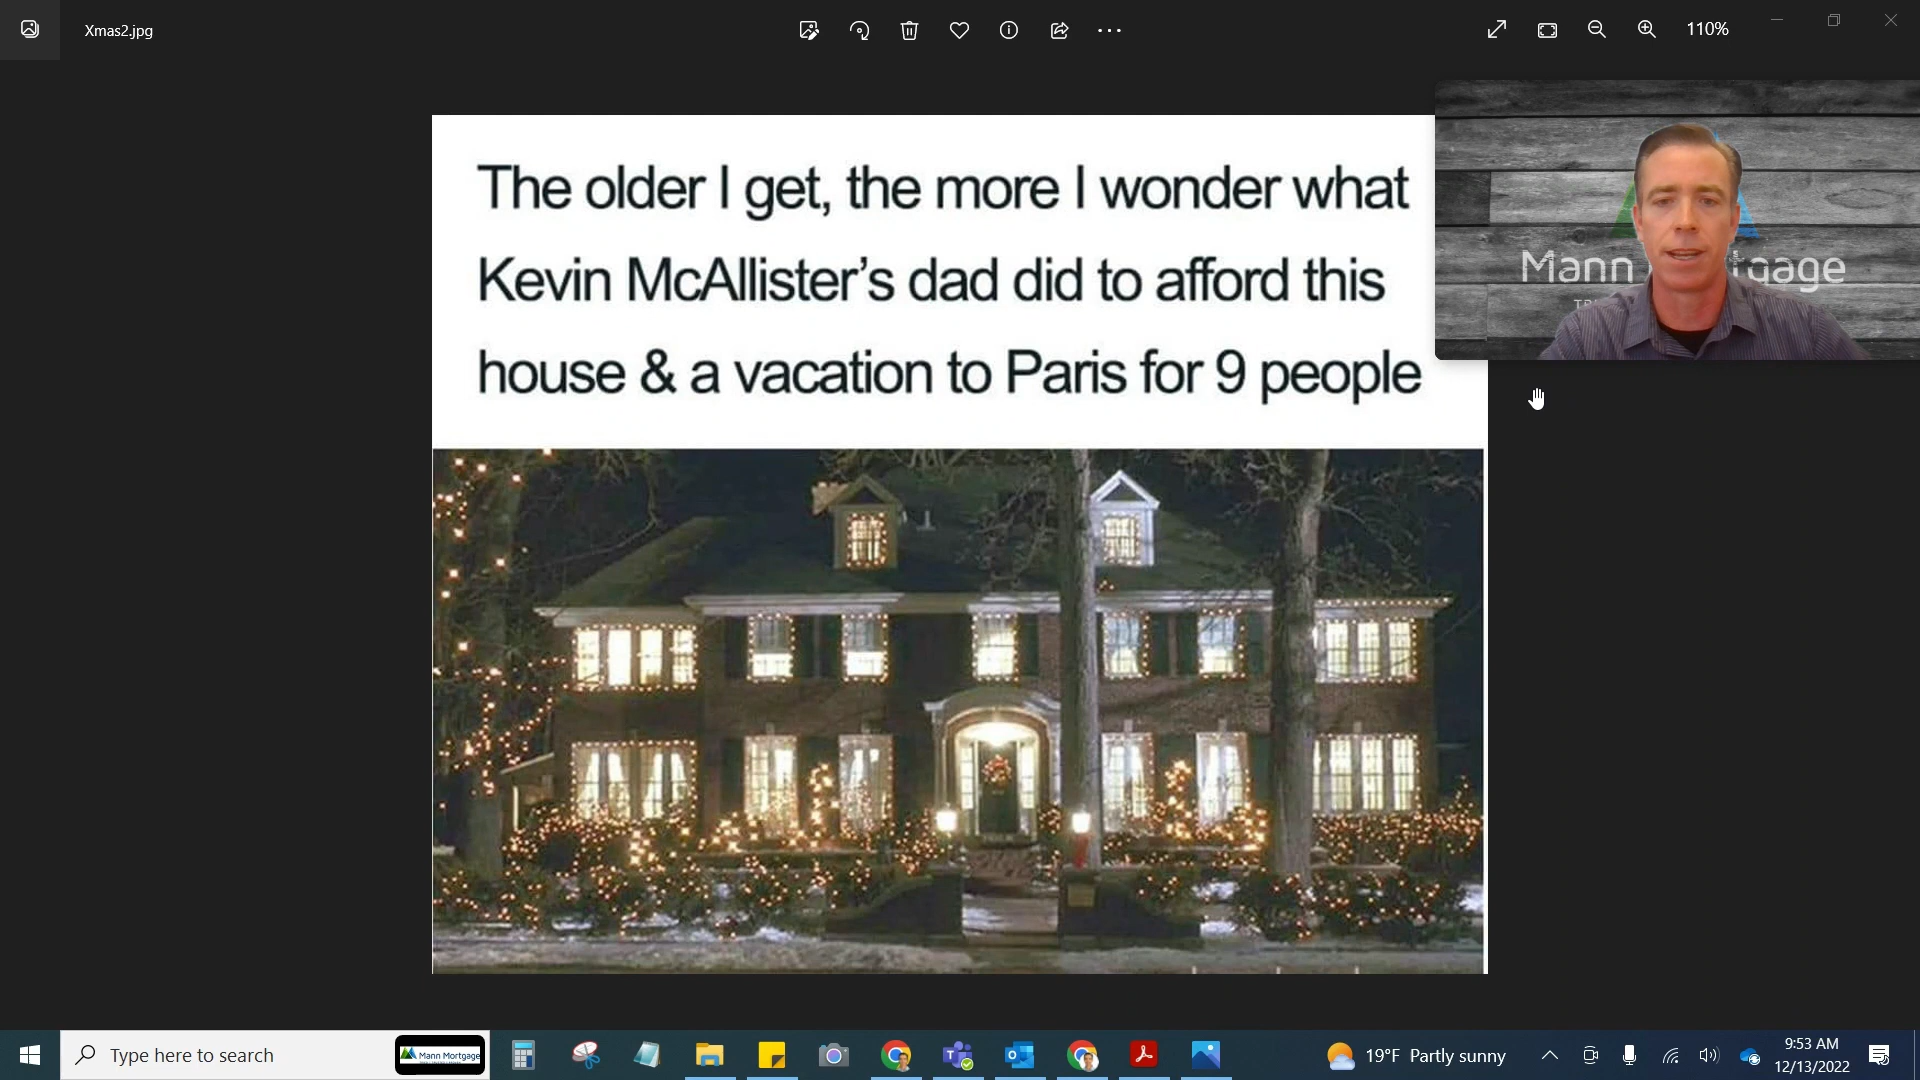 Xmas2.jpg
110%
The older I get, the more I wonder what
Kevin McAllister’s dad did to afford this
house & a vacation to Paris for 9 people
Mann
Type here to search
Mann Mortgage
19°F Partly sunny
9:53 AM
12/13/2022